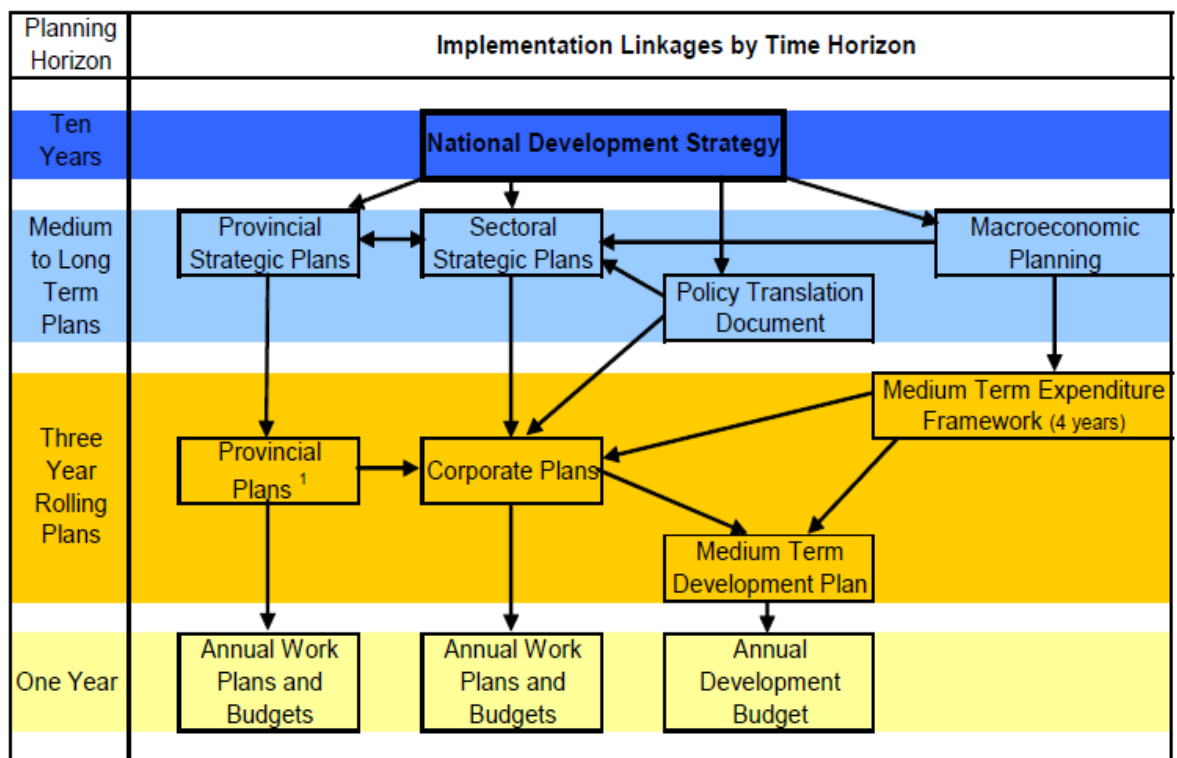 Planning
Horizon
Implementation Linkages by Time Horizon
Ten
Years
National Development Strategy
Medium
to Long
Term
Plans
Provincial
Strategic Plans
Sectoral
Strategic Plans
Macroeconomic
Planning
Policy Translation
Document
Three
Year
Rolling
Plans
Medium Term Expenditure
Framework (4 years)
Provincial
Plans 1
Corporate Plans
Medium Term
Development Plan
One Year
Annual Work
Plans and
Budgets
Annual Work
Plans and
Budgets
Annual
Development
Budget